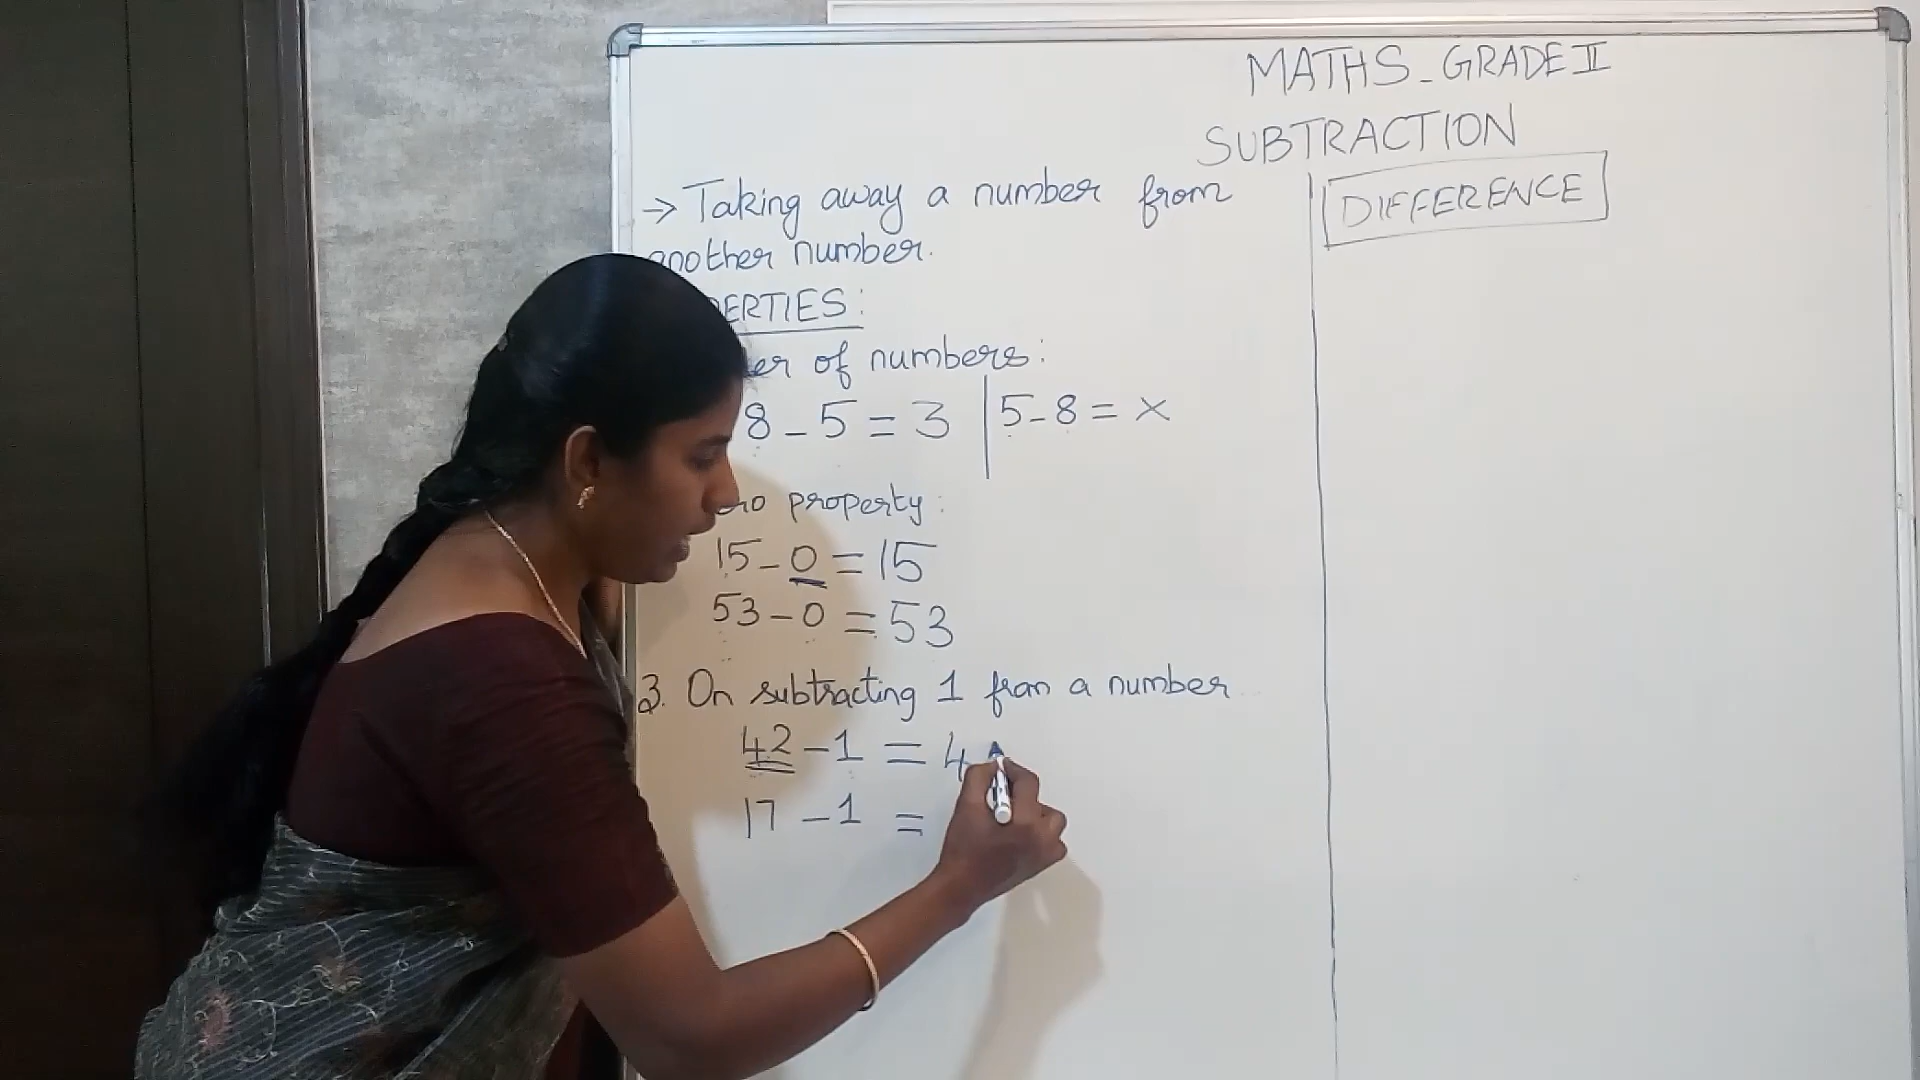 MATHS_GRADE II
SUBTRACTION
→ Taking away a number from
another number.
DIFFERENCE
ERTIES:
er of numbers:
8-5=3 | 5-8= ×
property:
15-0=15
53-0=53
3. On subtracting 1 from a number
42-1 = 4
17-1 =